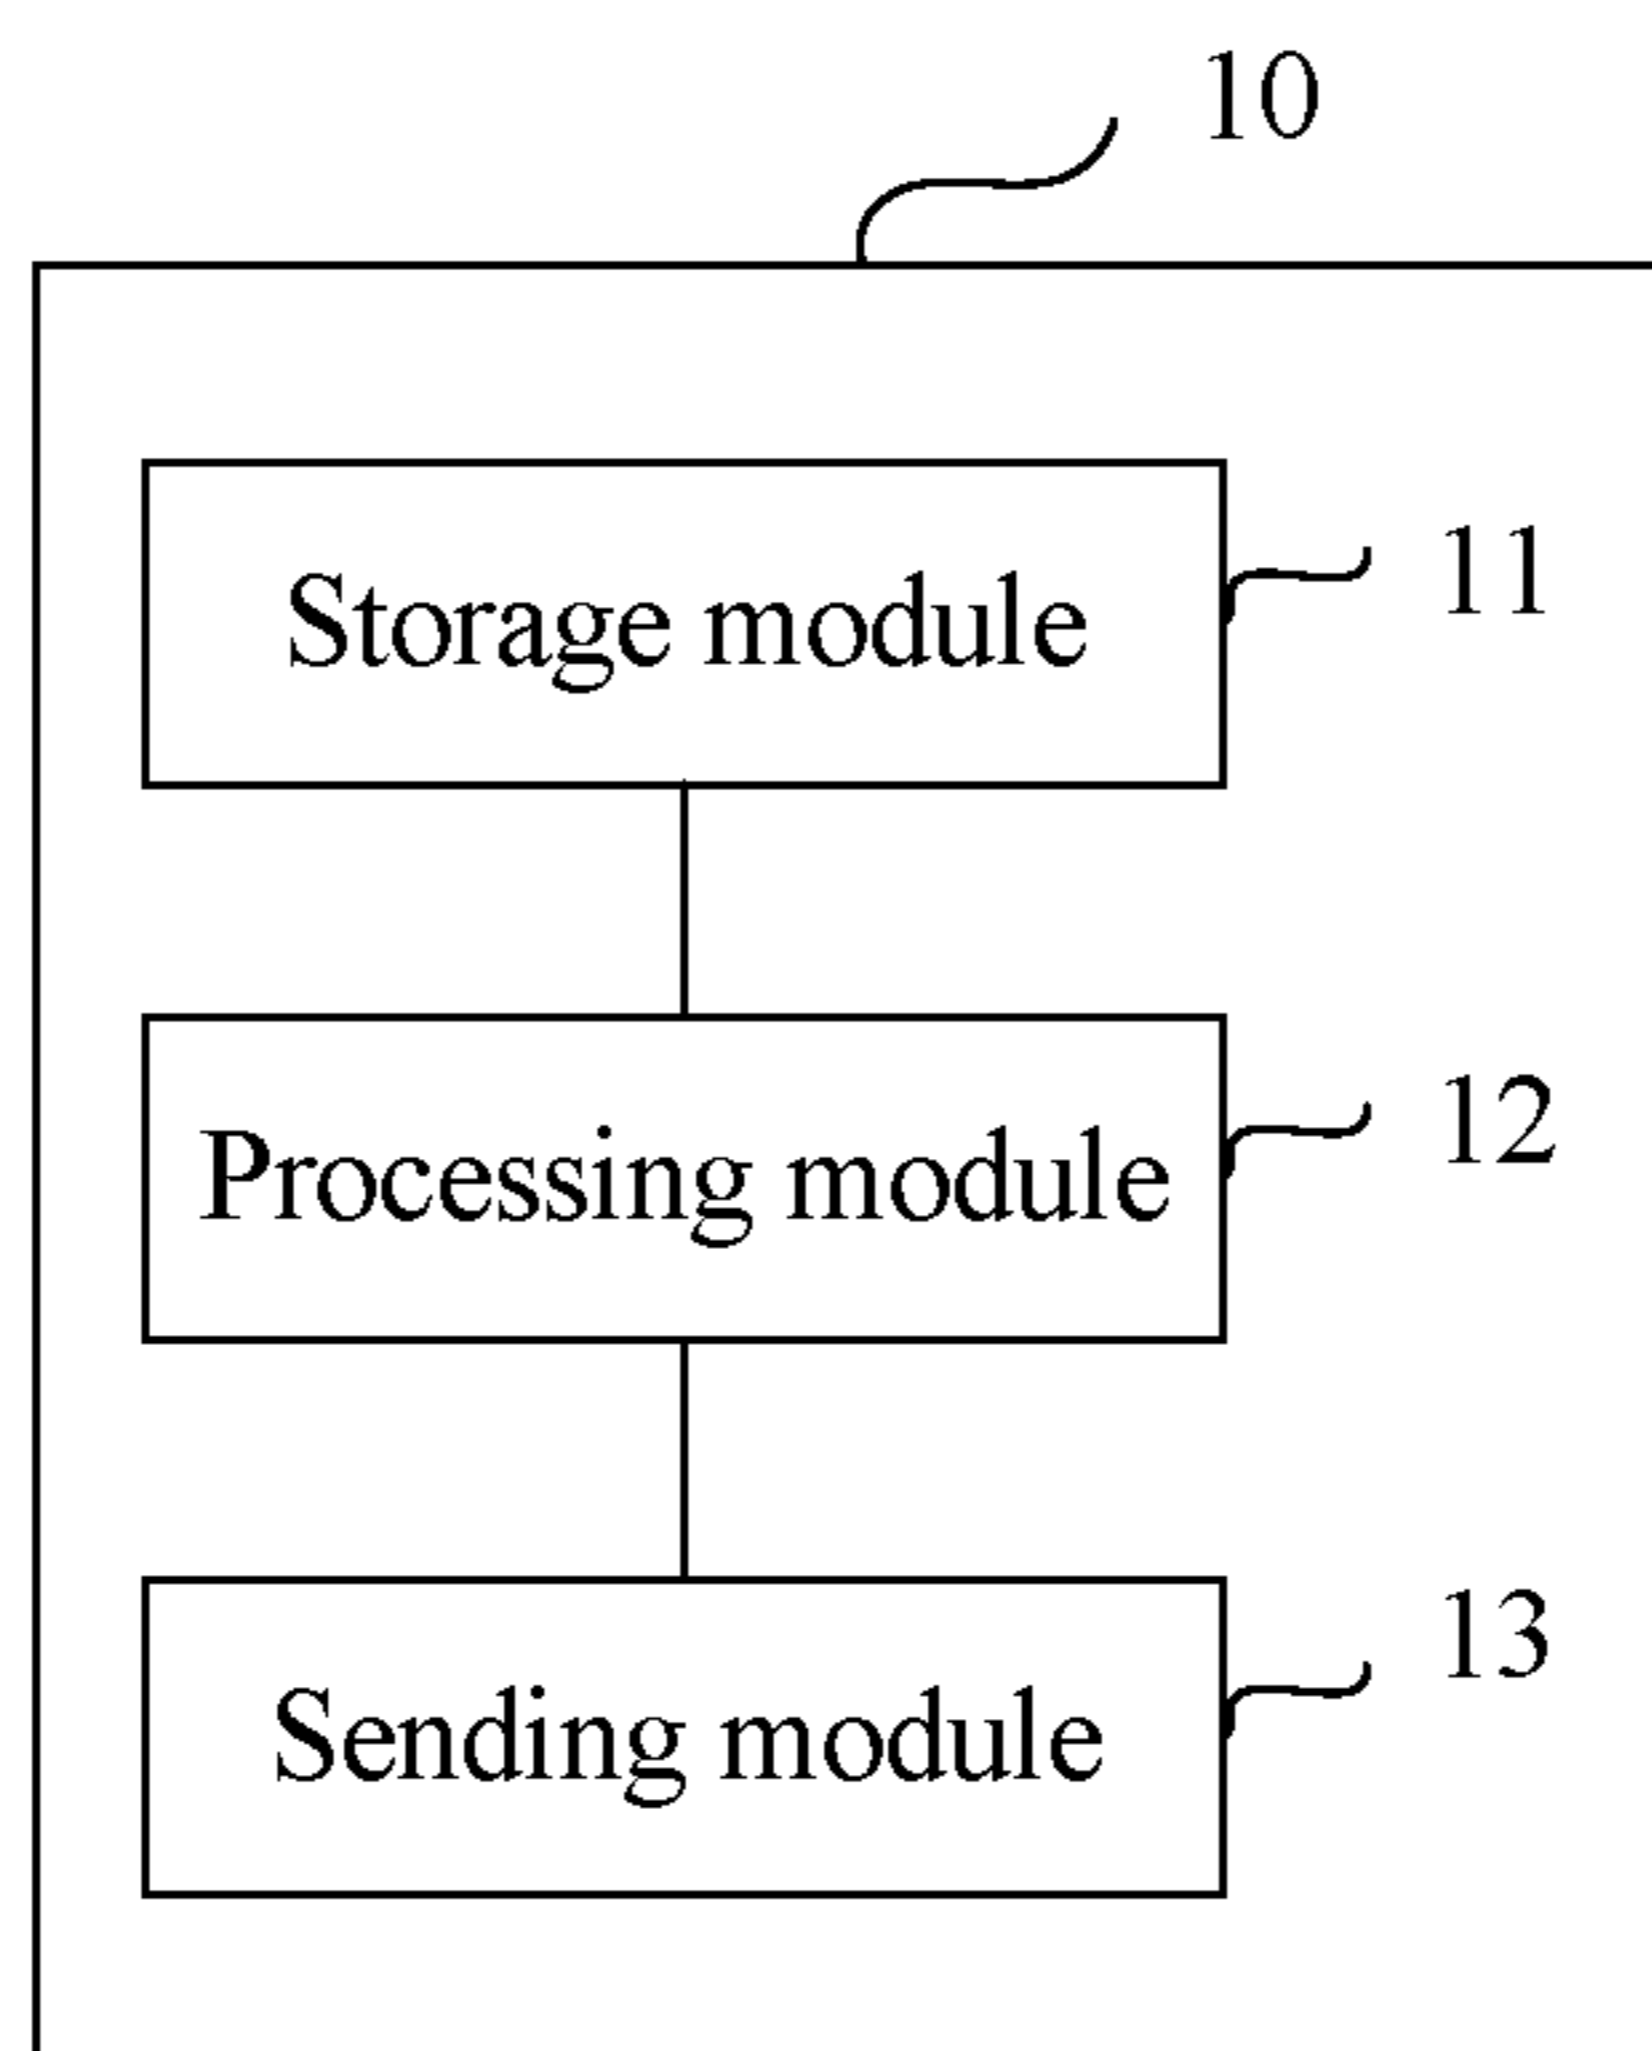 10
Storage module
11
Processing module
12
Sending module
13